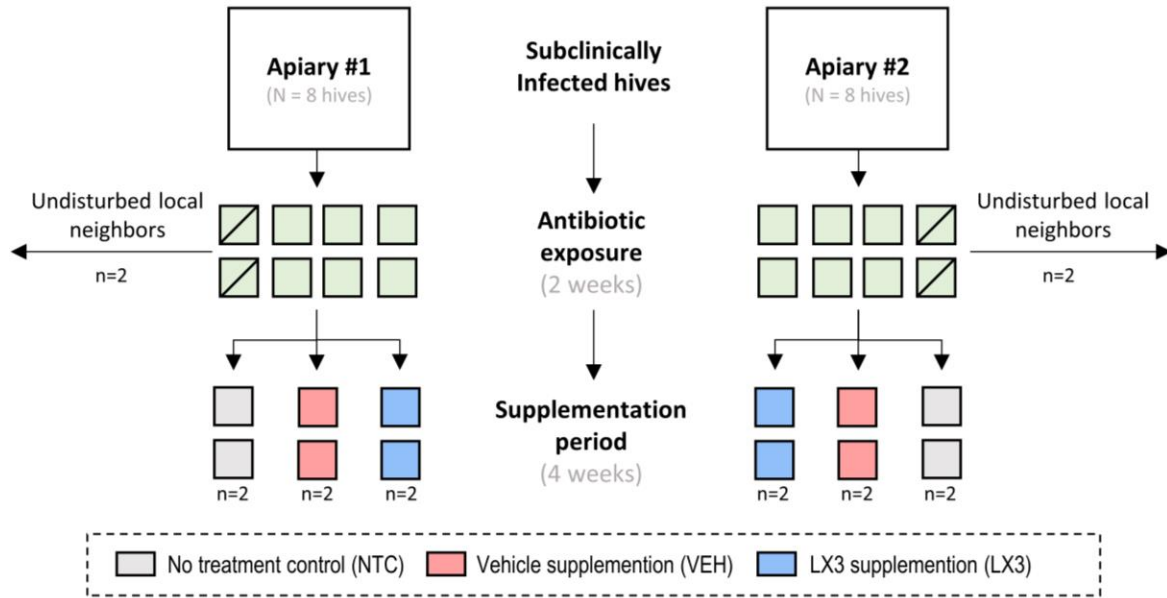 Apiary #1
(N = 8 hives)
Subclinically
Infected hives
Apiary #2
(N = 8 hives)
Undisturbed local
neighbors
n=2
Antibiotic
exposure
(2 weeks)
Undisturbed local
neighbors
n=2
Supplementation
period
(4 weeks)
n=2
n=2
n=2
n=2
n=2
n=2
No treatment control (NTC)
Vehicle supplemention (VEH)
LX3 supplemention (LX3)